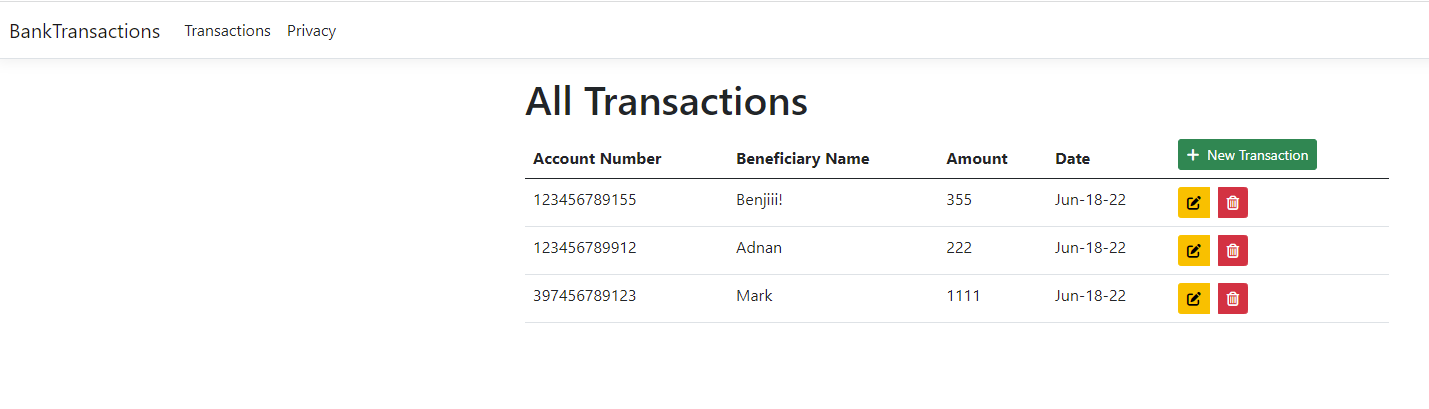 BankTransactions Transactions Privacy
All Transactions
Account Number Beneficiary Name Amount Date New Transaction
123456789155 Benjiii! 355 Jun-18-22
123456789912 Adnan 222 Jun-18-22
397456789123 Mark 1111 Jun-18-22